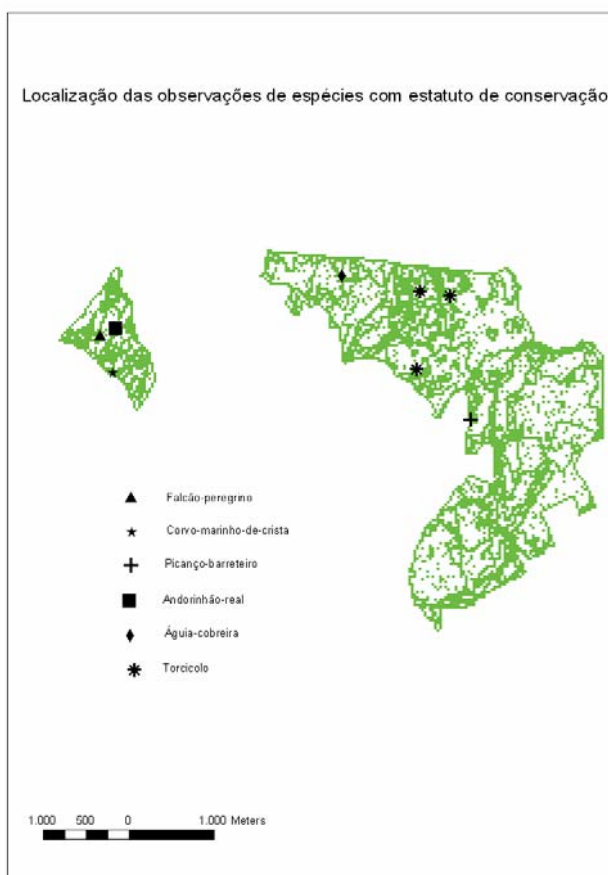 Localização das observações de espécies com estatuto de conservação
Falcão-peregrino
Corvo-marinho-de-crista
Picanço-barreteiro
Andorinhão-real
Águia-cobreira
Torcicolo
1.000 500 0 1.000 Meters